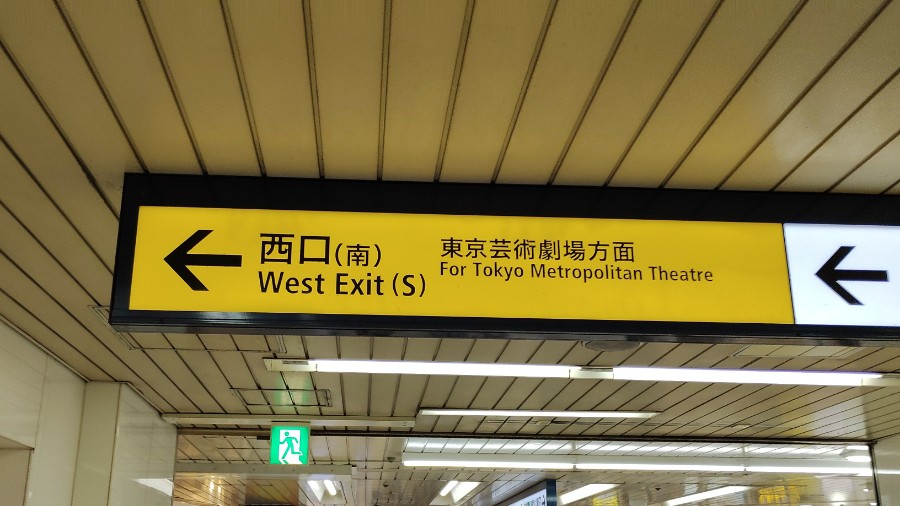 西口(南)
West Exit (S)
東京芸術劇場方面
For Tokyo Metropolitan Theatre